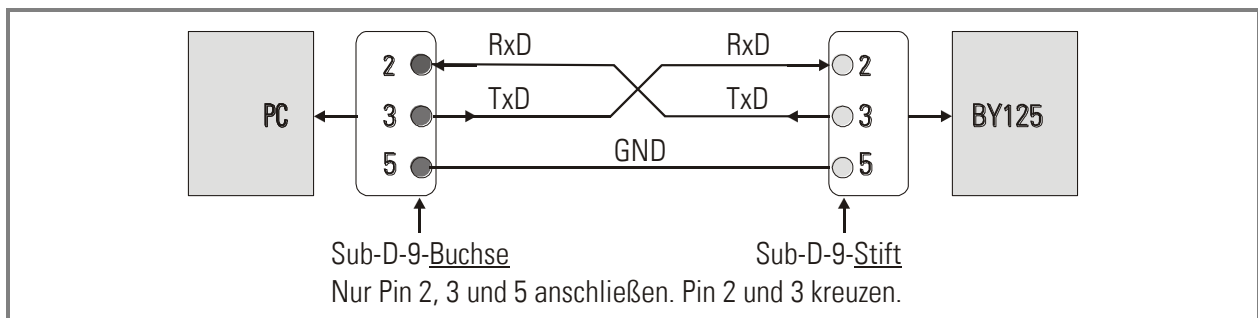 RxD RxD
2 2
TxD TxD
PC 3 3 BY125
GND
5 5
Sub-D-9-Buchse Sub-D-9-Stift
Nur Pin 2, 3 und 5 anschließen. Pin 2 und 3 kreuzen.